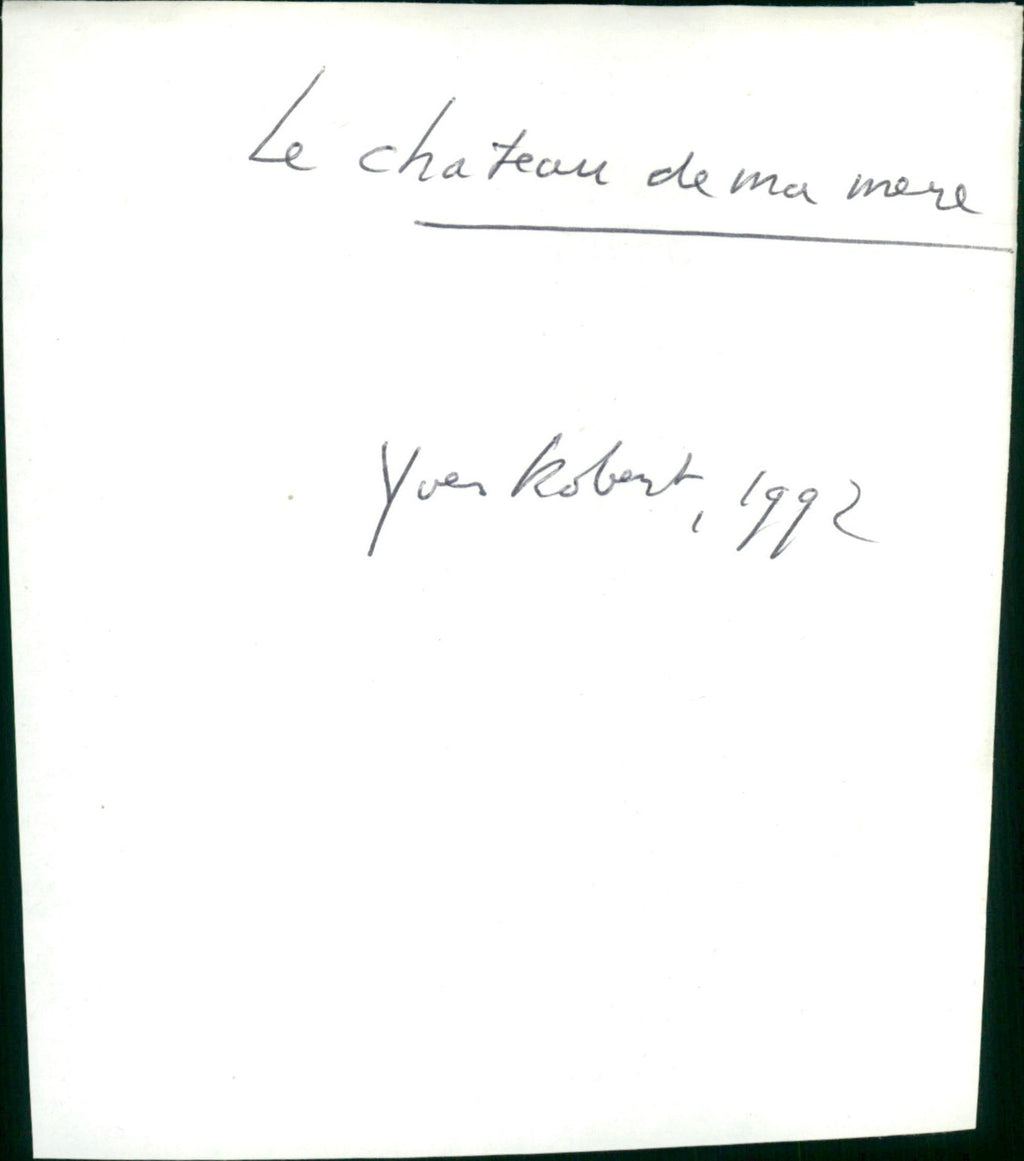 Le chateau de ma mere
Yves Robert, 1992